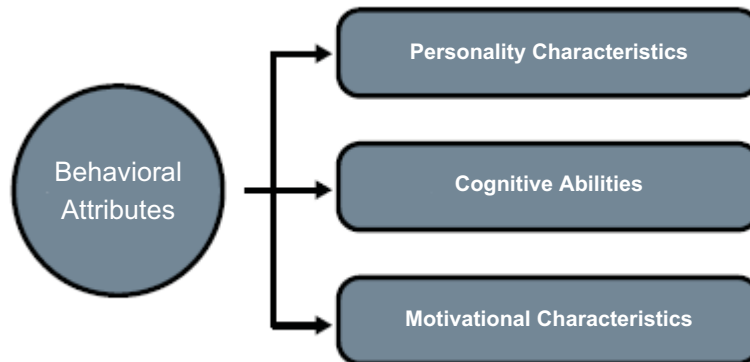 Personality Characteristics
Behavioral
Attributes
Cognitive Abilities
Motivational Characteristics